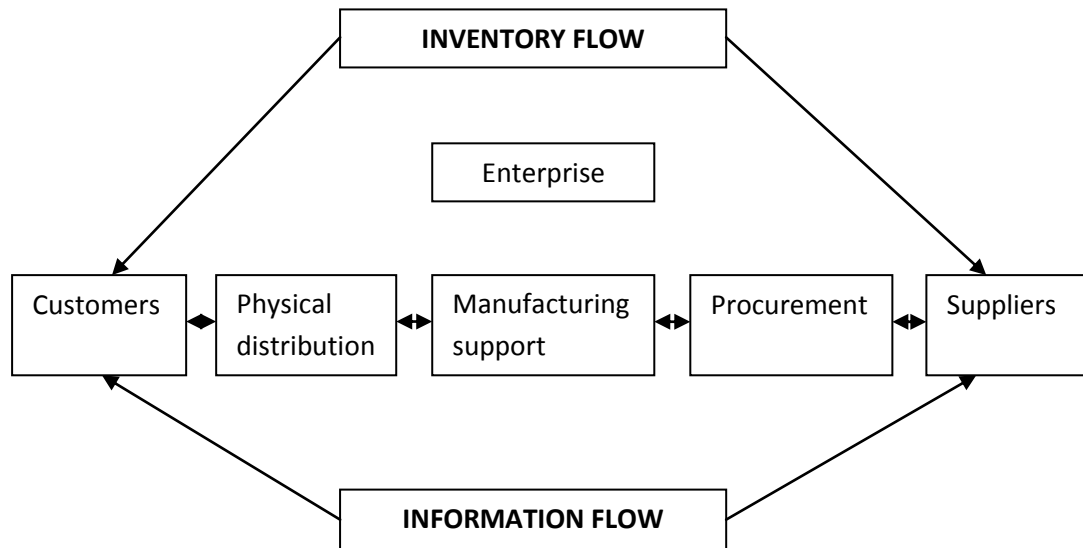 INVENTORY FLOW
Enterprise
Customers
Physical
distribution
Manufacturing
support
Procurement
Suppliers
INFORMATION FLOW